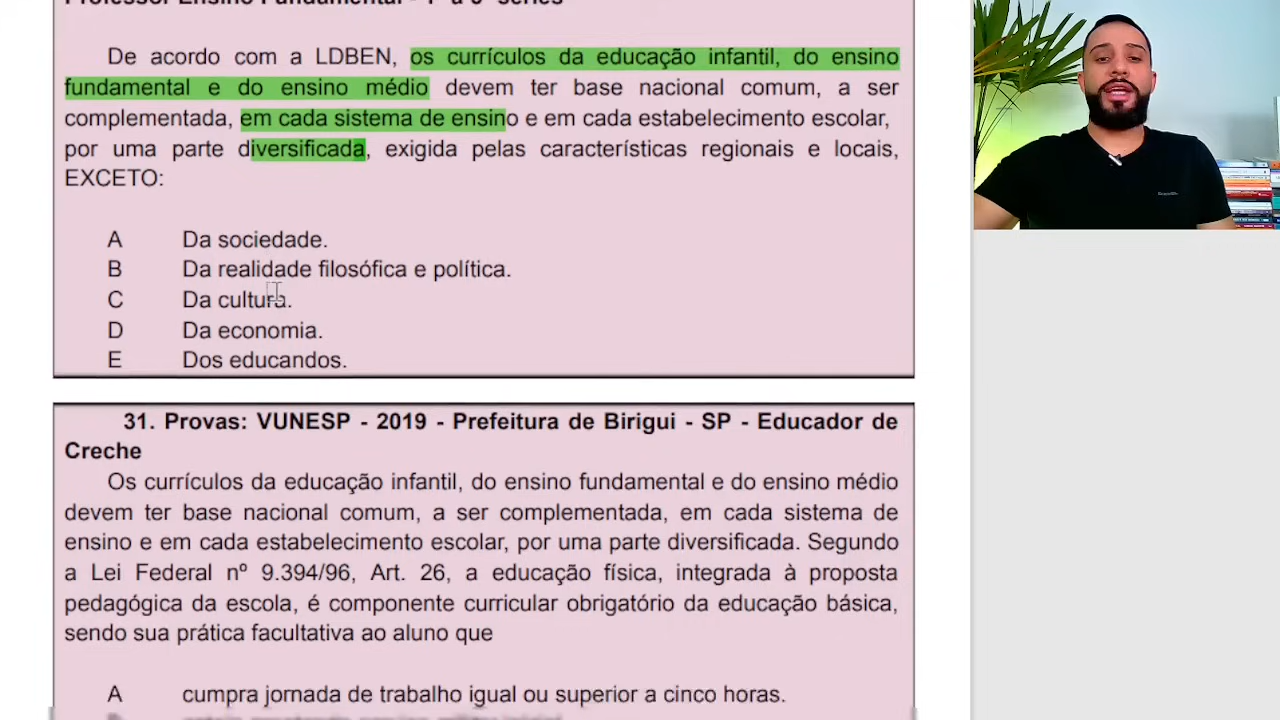 Professor Ensino Fundamental - 1ª a 5ª séries
De acordo com a LDBEN, os currículos da educação infantil, do ensino
fundamental e do ensino médio devem ter base nacional comum, a ser
complementada, em cada sistema de ensino e em cada estabelecimento escolar,
por uma parte diversificada, exigida pelas características regionais e locais,
EXCETO:
A Da sociedade.
B Da realidade filosófica e política.
C Da cultura.
D Da economia.
E Dos educandos.
31. Provas: VUNESP - 2019 - Prefeitura de Birigui - SP - Educador de
Creche
Os currículos da educação infantil, do ensino fundamental e do ensino médio
devem ter base nacional comum, a ser complementada, em cada sistema de
ensino e em cada estabelecimento escolar, por uma parte diversificada. Segundo
a Lei Federal nº 9.394/96, Art. 26, a educação física, integrada à proposta
pedagógica da escola, é componente curricular obrigatório da educação básica,
sendo sua prática facultativa ao aluno que
A cumpra jornada de trabalho igual ou superior a cinco horas.